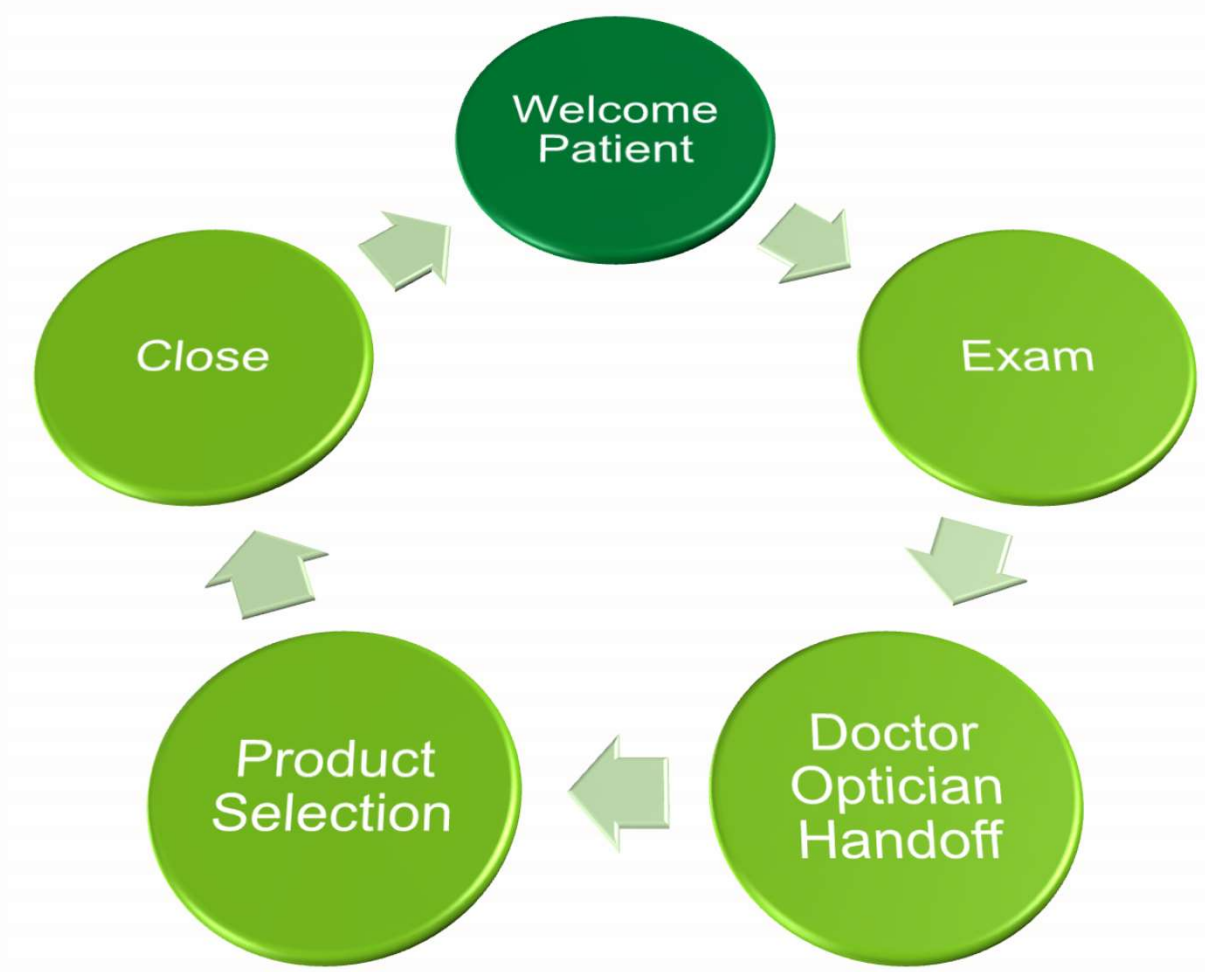 Welcome
Patient
Exam
Doctor
Optician
Handoff
Product
Selection
Close